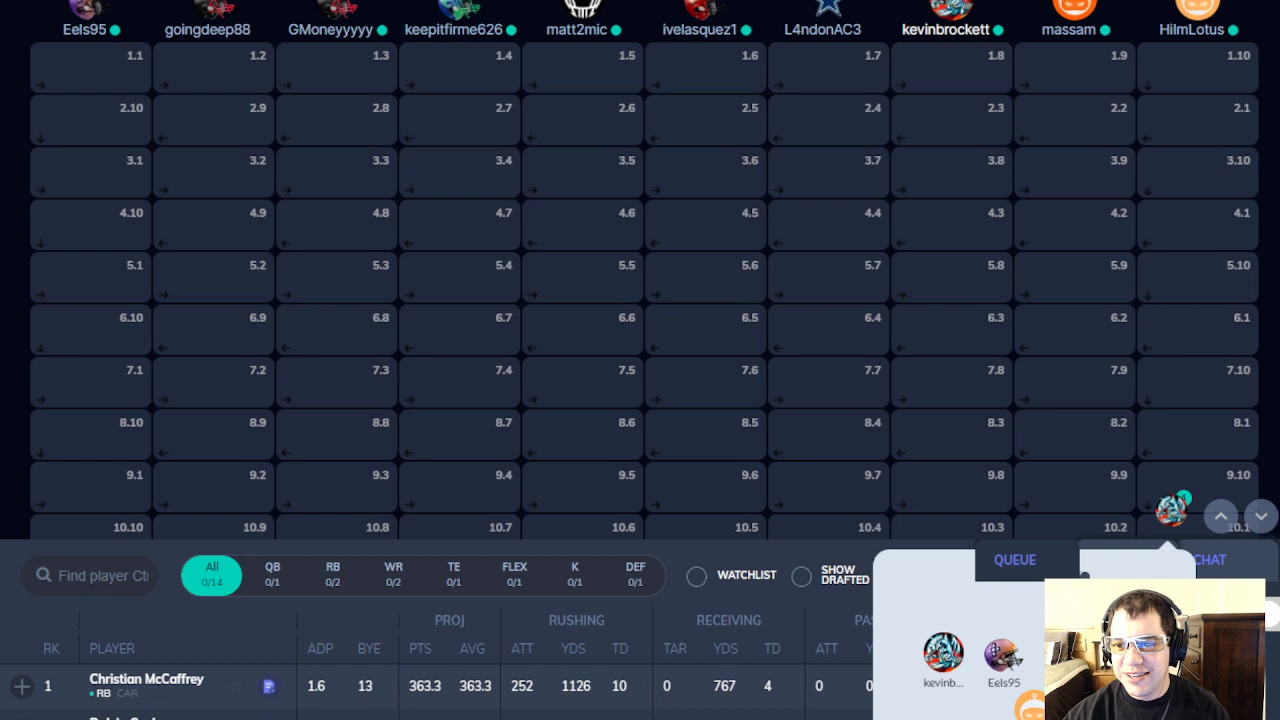 Eels95 goingdeep88 GMoneyyyyy keepitfirme626 matt2mic ivelasquez1 L4ndonAC3 kevinbrockett massam HilmLotus
1.1 1.2 1.3 1.4 1.5 1.6 1.7 1.8 1.9 1.10
2.10 2.9 2.8 2.7 2.6 2.5 2.4 2.3 2.2 2.1
3.1 3.2 3.3 3.4 3.5 3.6 3.7 3.8 3.9 3.10
4.10 4.9 4.8 4.7 4.6 4.5 4.4 4.3 4.2 4.1
5.1 5.2 5.3 5.4 5.5 5.6 5.7 5.8 5.9 5.10
6.10 6.9 6.8 6.7 6.6 6.5 6.4 6.3 6.2 6.1
7.1 7.2 7.3 7.4 7.5 7.6 7.7 7.8 7.9 7.10
8.10 8.9 8.8 8.7 8.6 8.5 8.4 8.3 8.2 8.1
9.1 9.2 9.3 9.4 9.5 9.6 9.7 9.8 9.9 9.10
10.10 10.9 10.8 10.7 10.6 10.5 10.4 10.3 10.2 10.1
QUEUE CHAT
Find player Ctr
All QB RB WR TE FLEX K DEF
0/14 0/1 0/2 0/2 0/1 0/1 0/1 0/1
WATCHLIST SHOW DRAFTED
PROJ RUSHING RECEIVING PAS
RK PLAYER ADP BYE PTS AVG ATT YDS TD TAR YDS TD ATT Y
1 Christian McCaffrey 1.6 13 363.3 363.3 252 1126 10 0 767 4 0 0
RB CAR
kevinb... Eels95